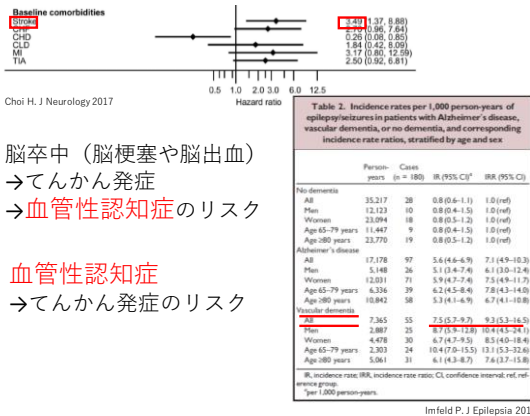 Baseline comorbidities
Stroke 3.49 (1.37, 8.88)
CHF 2.70 (0.96, 7.64)
CHD 0.26 (0.08, 0.85)
CLD 1.84 (0.42, 8.09)
MI 3.17 (0.80, 12.59)
TIA 2.50 (0.92, 6.81)
0.5 1.0 2.0 3.0 6.0 12.5
Hazard ratio
Choi H. J Neurology 2017
脳卒中（脳梗塞や脳出血）
→てんかん発症
→血管性認知症のリスク
血管性認知症
→てんかん発症のリスク
Table 2. Incidence rates per 1,000 person-years of
epilepsy/seizures in patients with Alzheimer's disease,
vascular dementia, or no dementia, and corresponding
incidence rate ratios, stratified by age and sex
Person- Cases
years (n = 180) IR (95% CI)ª IRR (95% CI)
No dementia
All 35,217 28 0.8 (0.6–1.1) 1.0 (ref)
Men 12,123 10 0.8 (0.4–1.5) 1.0 (ref)
Women 23,094 18 0.8 (0.5–1.2) 1.0 (ref)
Age 65–79 years 11,447 9 0.8 (0.4–1.5) 1.0 (ref)
Age ≥80 years 23,770 19 0.8 (0.5–1.2) 1.0 (ref)
Alzheimer's disease
All 17,178 97 5.6 (4.6–6.9) 7.1 (4.9–10.3)
Men 5,148 26 5.1 (3.4–7.4) 6.1 (3.0–12.4)
Women 12,031 71 5.9 (4.7–7.4) 7.5 (4.9–11.7)
Age 65–79 years 6,336 39 6.2 (4.5–8.4) 7.8 (4.3–14.0)
Age ≥80 years 10,842 58 5.3 (4.1–6.9) 6.7 (4.1–10.8)
Vascular dementia
All 7,365 55 7.5 (5.7–9.7) 9.3 (5.3–16.5)
Men 2,887 25 8.7 (5.9–12.8) 10.4 (4.5–24.1)
Women 4,478 30 6.7 (4.7–9.5) 8.5 (4.0–18.4)
Age 65–79 years 2,303 24 10.4 (7.0–15.5) 13.1 (5.3–32.6)
Age ≥80 years 5,061 31 6.1 (4.3–8.7) 7.6 (3.7–15.8)
IR, incidence rate; IRR, incidence rate ratio; CI, confidence interval; ref, ref-
erence group.
ªper 1,000 person-years.
Imfeld P. J Epilepsia 201